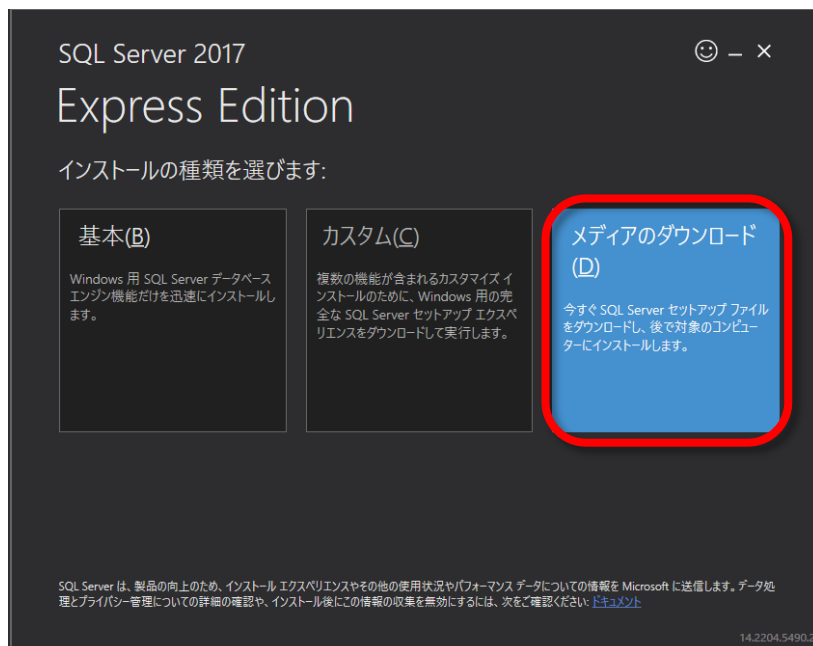 SQL Server 2017
Express Edition
インストールの種類を選びます:
基本(B)
Windows 用 SQL Server データベース
エンジン機能だけを迅速にインストールし
ます。
カスタム(C)
複数の機能が含まれるカスタマイズ イ
ンストールのために、Windows 用の完
全な SQL Server セットアップ エクスペ
リエンスをダウンロードして実行します。
メディアのダウンロード
(D)
今すぐ SQL Server セットアップ ファイル
をダウンロードし、後で対象のコンピュー
ターにインストールします。
SQL Server は、製品の向上のため、インストール エクスペリエンスやその他の使用状況やパフォーマンス データについての情報を Microsoft に送信します。データ処
理とプライバシー管理についての詳細の確認や、インストール後にこの情報の収集を無効にするには、次をご確認ください: ドキュメント
14.2204.5490.2